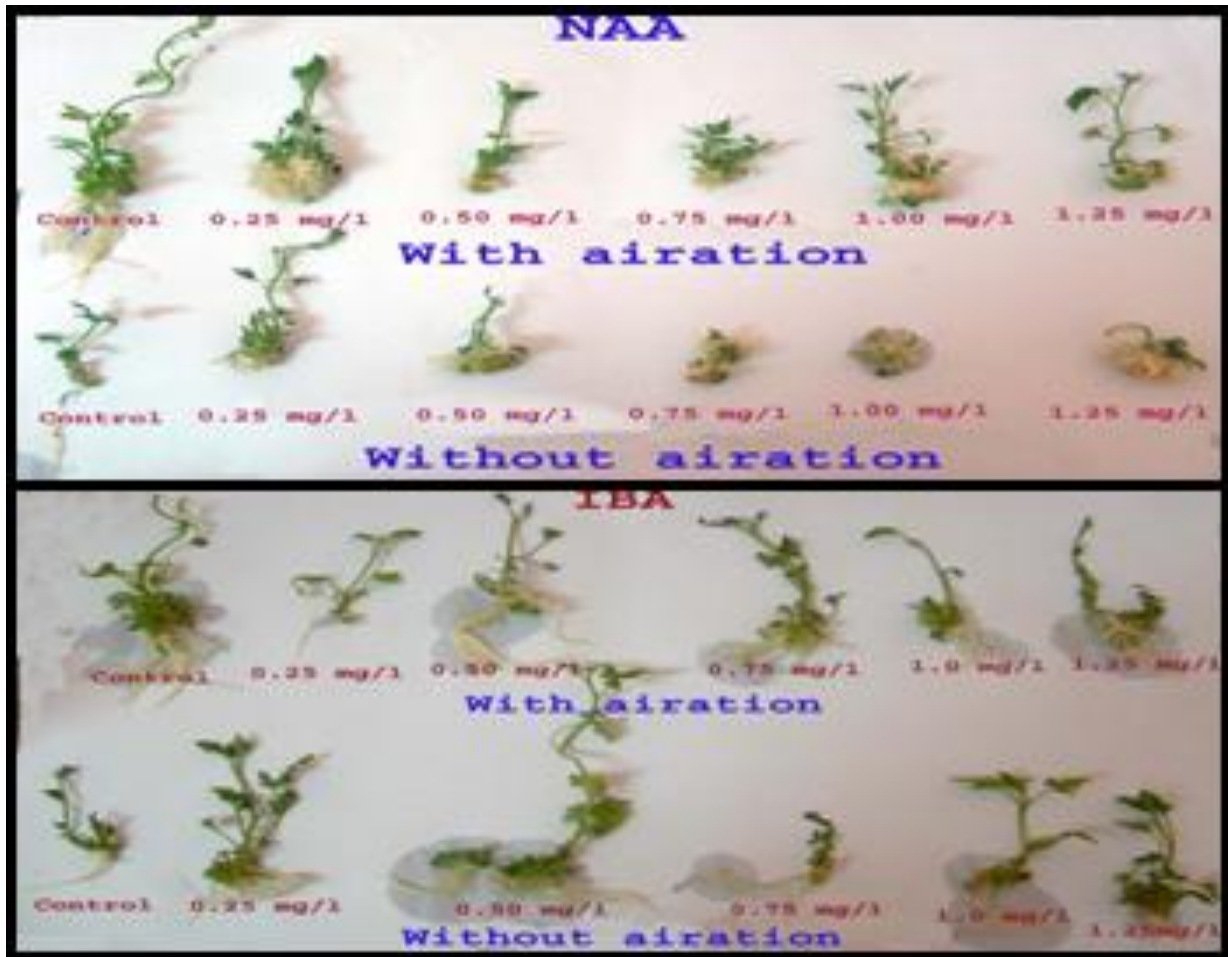 NAA
Control 0.25 mg/l 0.50 mg/l 0.75 mg/l 1.00 mg/l 1.25 mg/l
With airation
Control 0.25 mg/l 0.50 mg/l 0.75 mg/l 1.00 mg/l 1.25 mg/l
Without airation
IBA
Control 0.25 mg/l 0.50 mg/l 0.75 mg/l 1.0 mg/l 1.25 mg/l
With airation
Control 0.25 mg/l 0.50 mg/l 0.75 mg/l 1.0 mg/l 1.25mg/l
Without airation